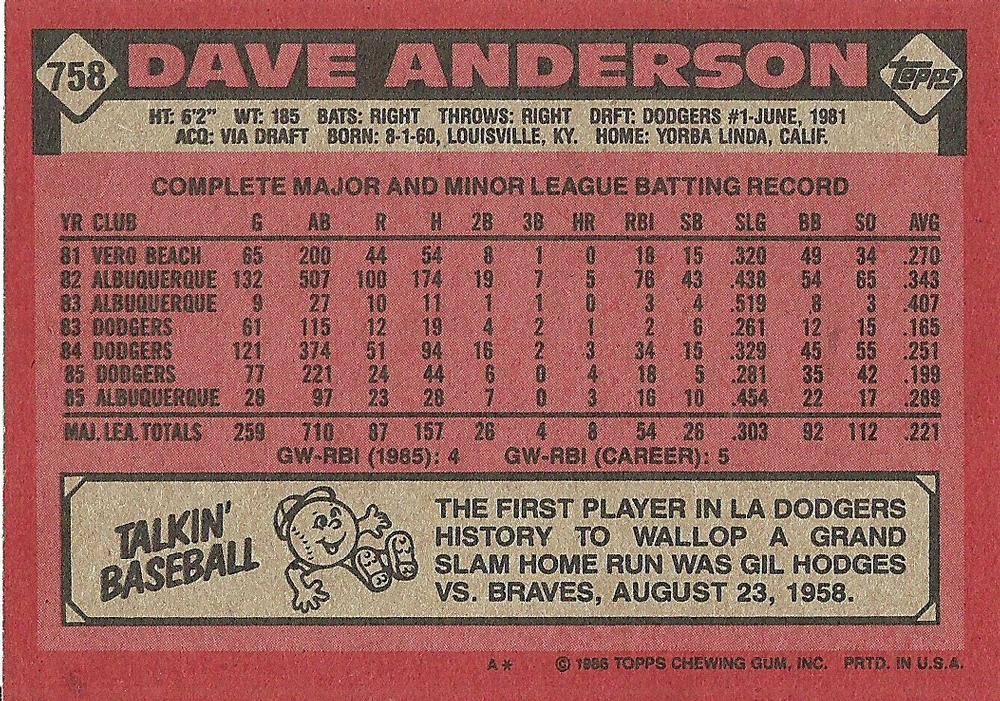 758 DAVE ANDERSON Topps
HT: 6'2" WT: 185 BATS: RIGHT THROWS: RIGHT DRFT: DODGERS #1-JUNE, 1981
ACQ: VIA DRAFT BORN: 8-1-60, LOUISVILLE, KY. HOME: YORBA LINDA, CALIF.
COMPLETE MAJOR AND MINOR LEAGUE BATTING RECORD
YR CLUB G AB R H 2B 3B HR RBI SB SLG BB SO AVG
81 VERO BEACH 65 200 44 54 8 1 0 18 15 .320 49 34 .270
82 ALBUQUERQUE 132 507 100 174 19 7 5 76 43 .438 54 65 .343
83 ALBUQUERQUE 9 27 10 11 1 1 0 3 4 .519 8 3 .407
83 DODGERS 61 115 12 19 4 2 1 2 6 .261 12 15 .165
84 DODGERS 121 374 51 94 16 2 3 34 15 .329 45 55 .251
85 DODGERS 77 221 24 44 6 0 4 18 5 .281 35 42 .199
85 ALBUQUERQUE 28 97 23 28 7 0 3 16 10 .454 22 17 .289
MAJ. LEA. TOTALS 259 710 87 157 26 4 8 54 26 .303 92 112 .221
GW-RBI (1985): 4 GW-RBI (CAREER): 5
TALKIN'
BASEBALL
THE FIRST PLAYER IN LA DODGERS
HISTORY TO WALLOP A GRAND
SLAM HOME RUN WAS GIL HODGES
VS. BRAVES, AUGUST 23, 1958.
A* © 1986 TOPPS CHEWING GUM, INC. PRTD. IN U.S.A.